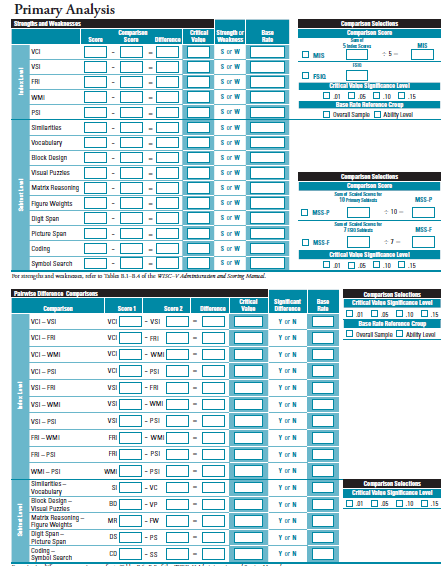 Primary Analysis
Strengths and Weaknesses
Score
Comparison Score
Difference
Critical Value
Strength or Weakness
Base Rate
Index Level
VCI - = S or W
VSI - = S or W
FRI - = S or W
WMI - = S or W
PSI - = S or W
Subtest Level
Similarities - = S or W
Vocabulary - = S or W
Block Design - = S or W
Visual Puzzles - = S or W
Matrix Reasoning - = S or W
Figure Weights - = S or W
Digit Span - = S or W
Picture Span - = S or W
Coding - = S or W
Symbol Search - = S or W
Comparison Selections
Comparison Score
Sum of
5 Index Scores MIS
MIS ÷ 5 =
FSIQ
FSIQ
Critical Value Significance Level
.01 .05 .10 .15
Base Rate Reference Group
Overall Sample Ability Level
Comparison Selections
Comparison Score
Sum of Scaled Scores for
10 Primary Subtests MSS-P
MSS-P ÷ 10 =
Sum of Scaled Scores for
7 FSIQ Subtests MSS-F
MSS-F ÷ 7 =
Critical Value Significance Level
.01 .05 .10 .15
For strengths and weaknesses, refer to Tables B.1–B.4 of the WISC–V Administration and Scoring Manual.
Pairwise Difference Comparisons
Comparison
Score 1
Score 2
Difference
Critical Value
Significant Difference
Base Rate
Index Level
VCI – VSI VCI - VSI = Y or N
VCI – FRI VCI - FRI = Y or N
VCI – WMI VCI - WMI = Y or N
VCI – PSI VCI - PSI = Y or N
VSI – FRI VSI - FRI = Y or N
VSI – WMI VSI - WMI = Y or N
VSI – PSI VSI - PSI = Y or N
FRI – WMI FRI - WMI = Y or N
FRI – PSI FRI - PSI = Y or N
WMI – PSI WMI - PSI = Y or N
Subtest Level
Similarities –
Vocabulary SI - VC = Y or N
Block Design –
Visual Puzzles BD - VP = Y or N
Matrix Reasoning –
Figure Weights MR - FW = Y or N
Digit Span –
Picture Span DS - PS = Y or N
Coding –
Symbol Search CD - SS = Y or N
Comparison Selections
Critical Value Significance Level
.01 .05 .10 .15
Base Rate Reference Group
Overall Sample Ability Level
Comparison Selections
Critical Value Significance Level
.01 .05 .10 .15